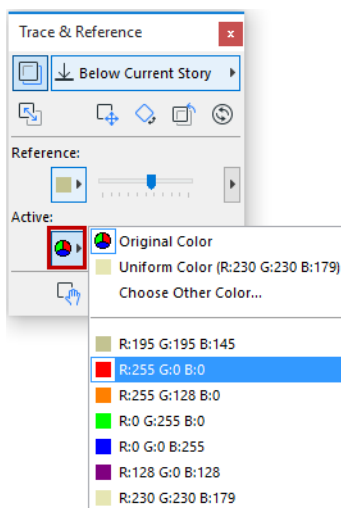 Trace & Reference
x
Below Current Story
Reference:
Active:
Original Color
Uniform Color (R:230 G:230 B:179)
Choose Other Color...
R:195 G:195 B:145
R:255 G:0 B:0
R:255 G:128 B:0
R:0 G:255 B:0
R:0 G:0 B:255
R:128 G:0 B:128
R:230 G:230 B:179